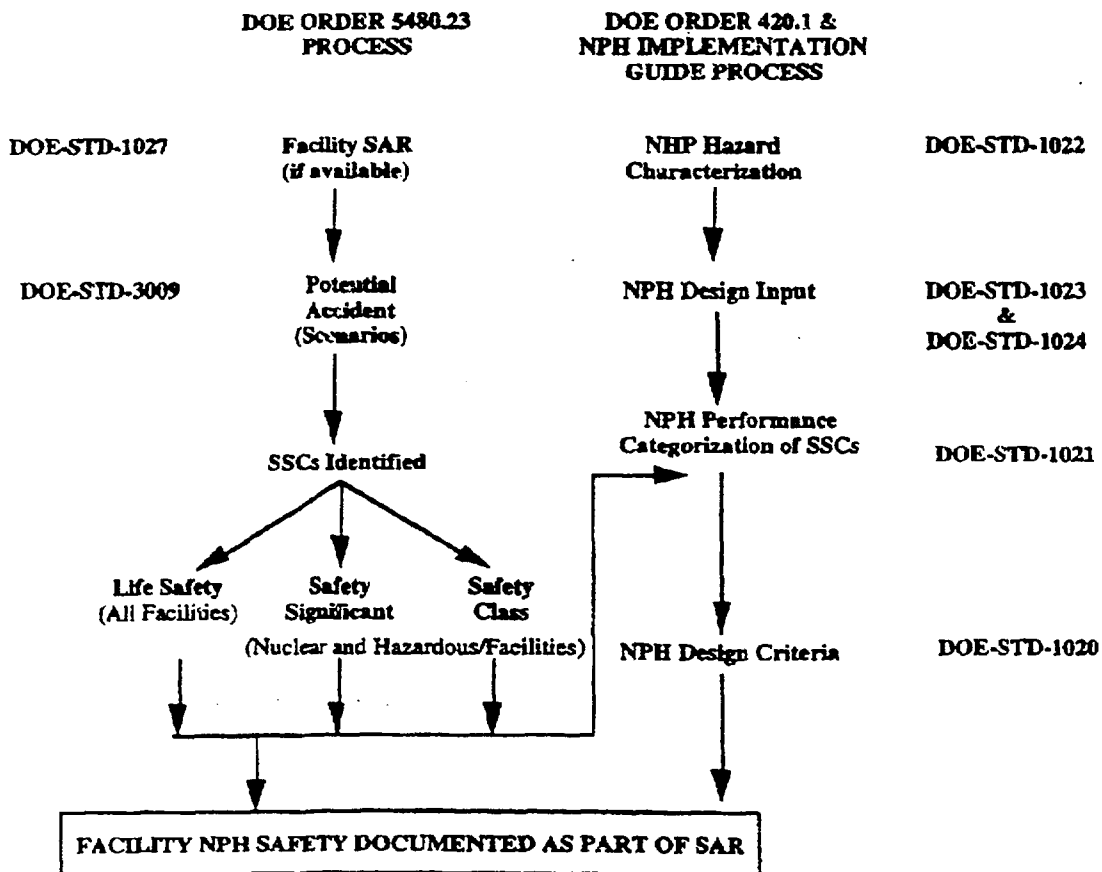 DOE ORDER 5480.23
PROCESS
DOE ORDER 420.1 &
NPH IMPLEMENTATION
GUIDE PROCESS
DOE-STD-1027
Facility SAR
(if available)
NHP Hazard
Characterization
DOE-STD-1022
DOE-STD-3009
Potential
Accident
(Scenarios)
NPH Design Input
DOE-STD-1023
&
DOE-STD-1024
SSCs Identified
NPH Performance
Categorization of SSCs
DOE-STD-1021
Life Safety
(All Facilities)
Safety
Significant
Safety
Class
(Nuclear and Hazardous/Facilities)
NPH Design Criteria
DOE-STD-1020
FACILITY NPH SAFETY DOCUMENTED AS PART OF SAR